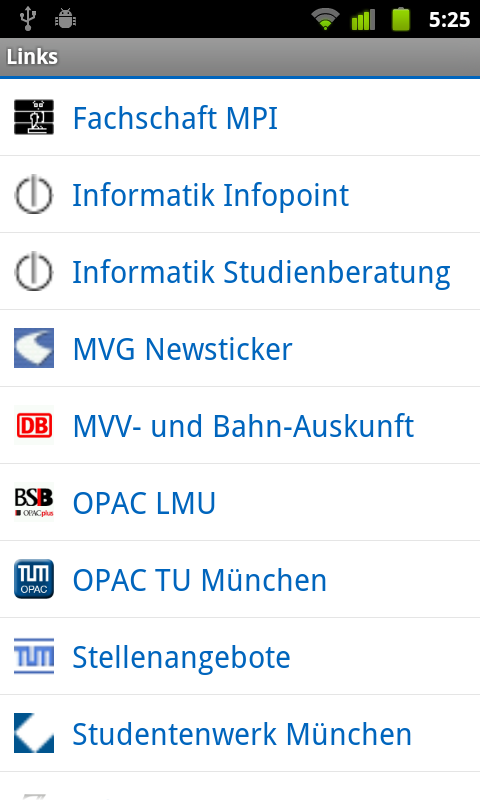 5:25
Links
Fachschaft MPI
Informatik Infopoint
Informatik Studienberatung
MVG Newsticker
DB
MVV- und Bahn-Auskunft
BSB
OPACplus
OPAC LMU
TUM
OPAC
OPAC TU München
TUM
Stellenangebote
Studentenwerk München